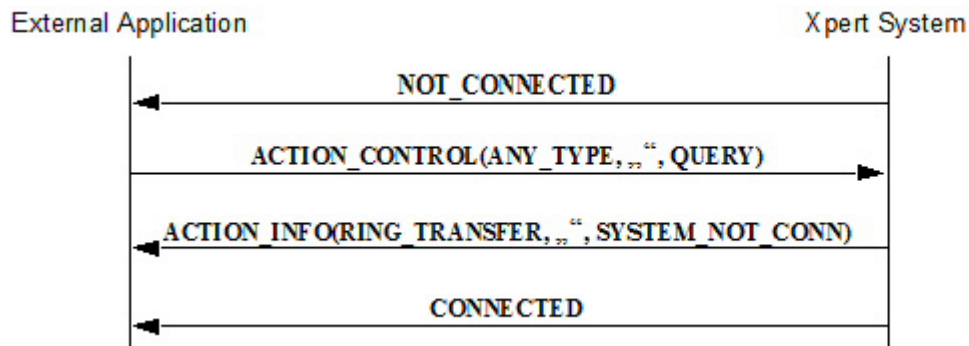 External Application
Xpert System
NOT_CONNECTED
ACTION_CONTROL(ANY_TYPE, „“, QUERY)
ACTION_INFO(RING_TRANSFER, „“, SYSTEM_NOT_CONN)
CONNECTED